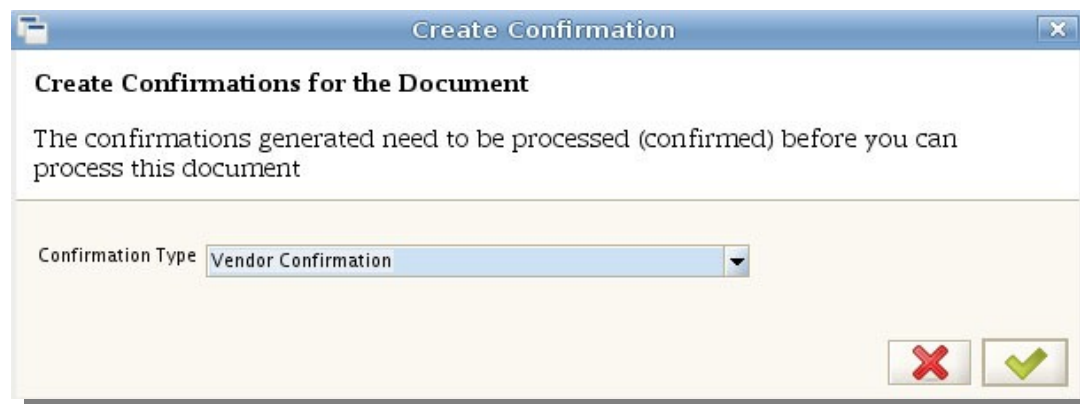 Create Confirmation
Create Confirmations for the Document
The confirmations generated need to be processed (confirmed) before you can
process this document
Confirmation Type Vendor Confirmation